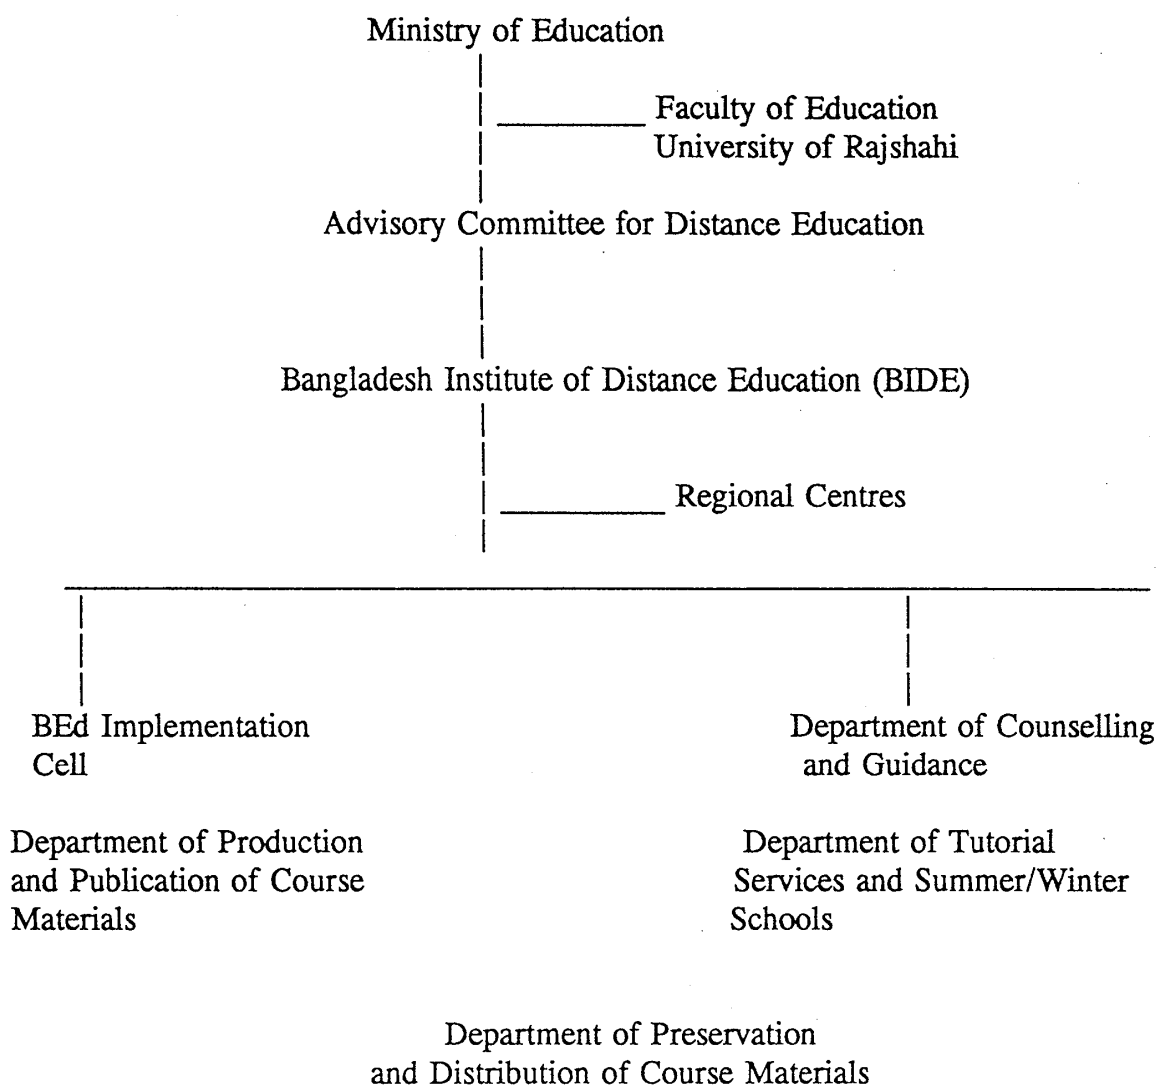 Ministry of Education
Faculty of Education
University of Rajshahi
Advisory Committee for Distance Education
Bangladesh Institute of Distance Education (BIDE)
Regional Centres
BEd Implementation
Cell
Department of Counselling
and Guidance
Department of Production
and Publication of Course
Materials
Department of Tutorial
Services and Summer/Winter
Schools
Department of Preservation
and Distribution of Course Materials